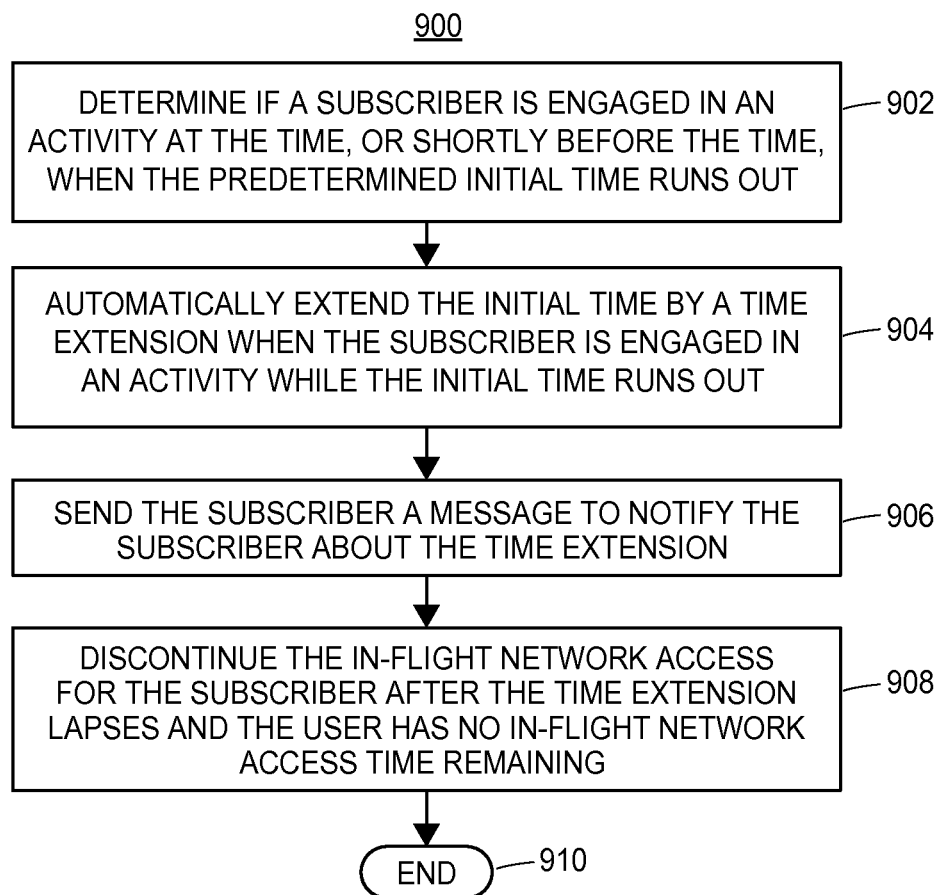 900
DETERMINE IF A SUBSCRIBER IS ENGAGED IN AN
ACTIVITY AT THE TIME, OR SHORTLY BEFORE THE TIME,
WHEN THE PREDETERMINED INITIAL TIME RUNS OUT
902
AUTOMATICALLY EXTEND THE INITIAL TIME BY A TIME
EXTENSION WHEN THE SUBSCRIBER IS ENGAGED IN
AN ACTIVITY WHILE THE INITIAL TIME RUNS OUT
904
SEND THE SUBSCRIBER A MESSAGE TO NOTIFY THE
SUBSCRIBER ABOUT THE TIME EXTENSION
906
DISCONTINUE THE IN-FLIGHT NETWORK ACCESS
FOR THE SUBSCRIBER AFTER THE TIME EXTENSION
LAPSES AND THE USER HAS NO IN-FLIGHT NETWORK
ACCESS TIME REMAINING
908
END
910